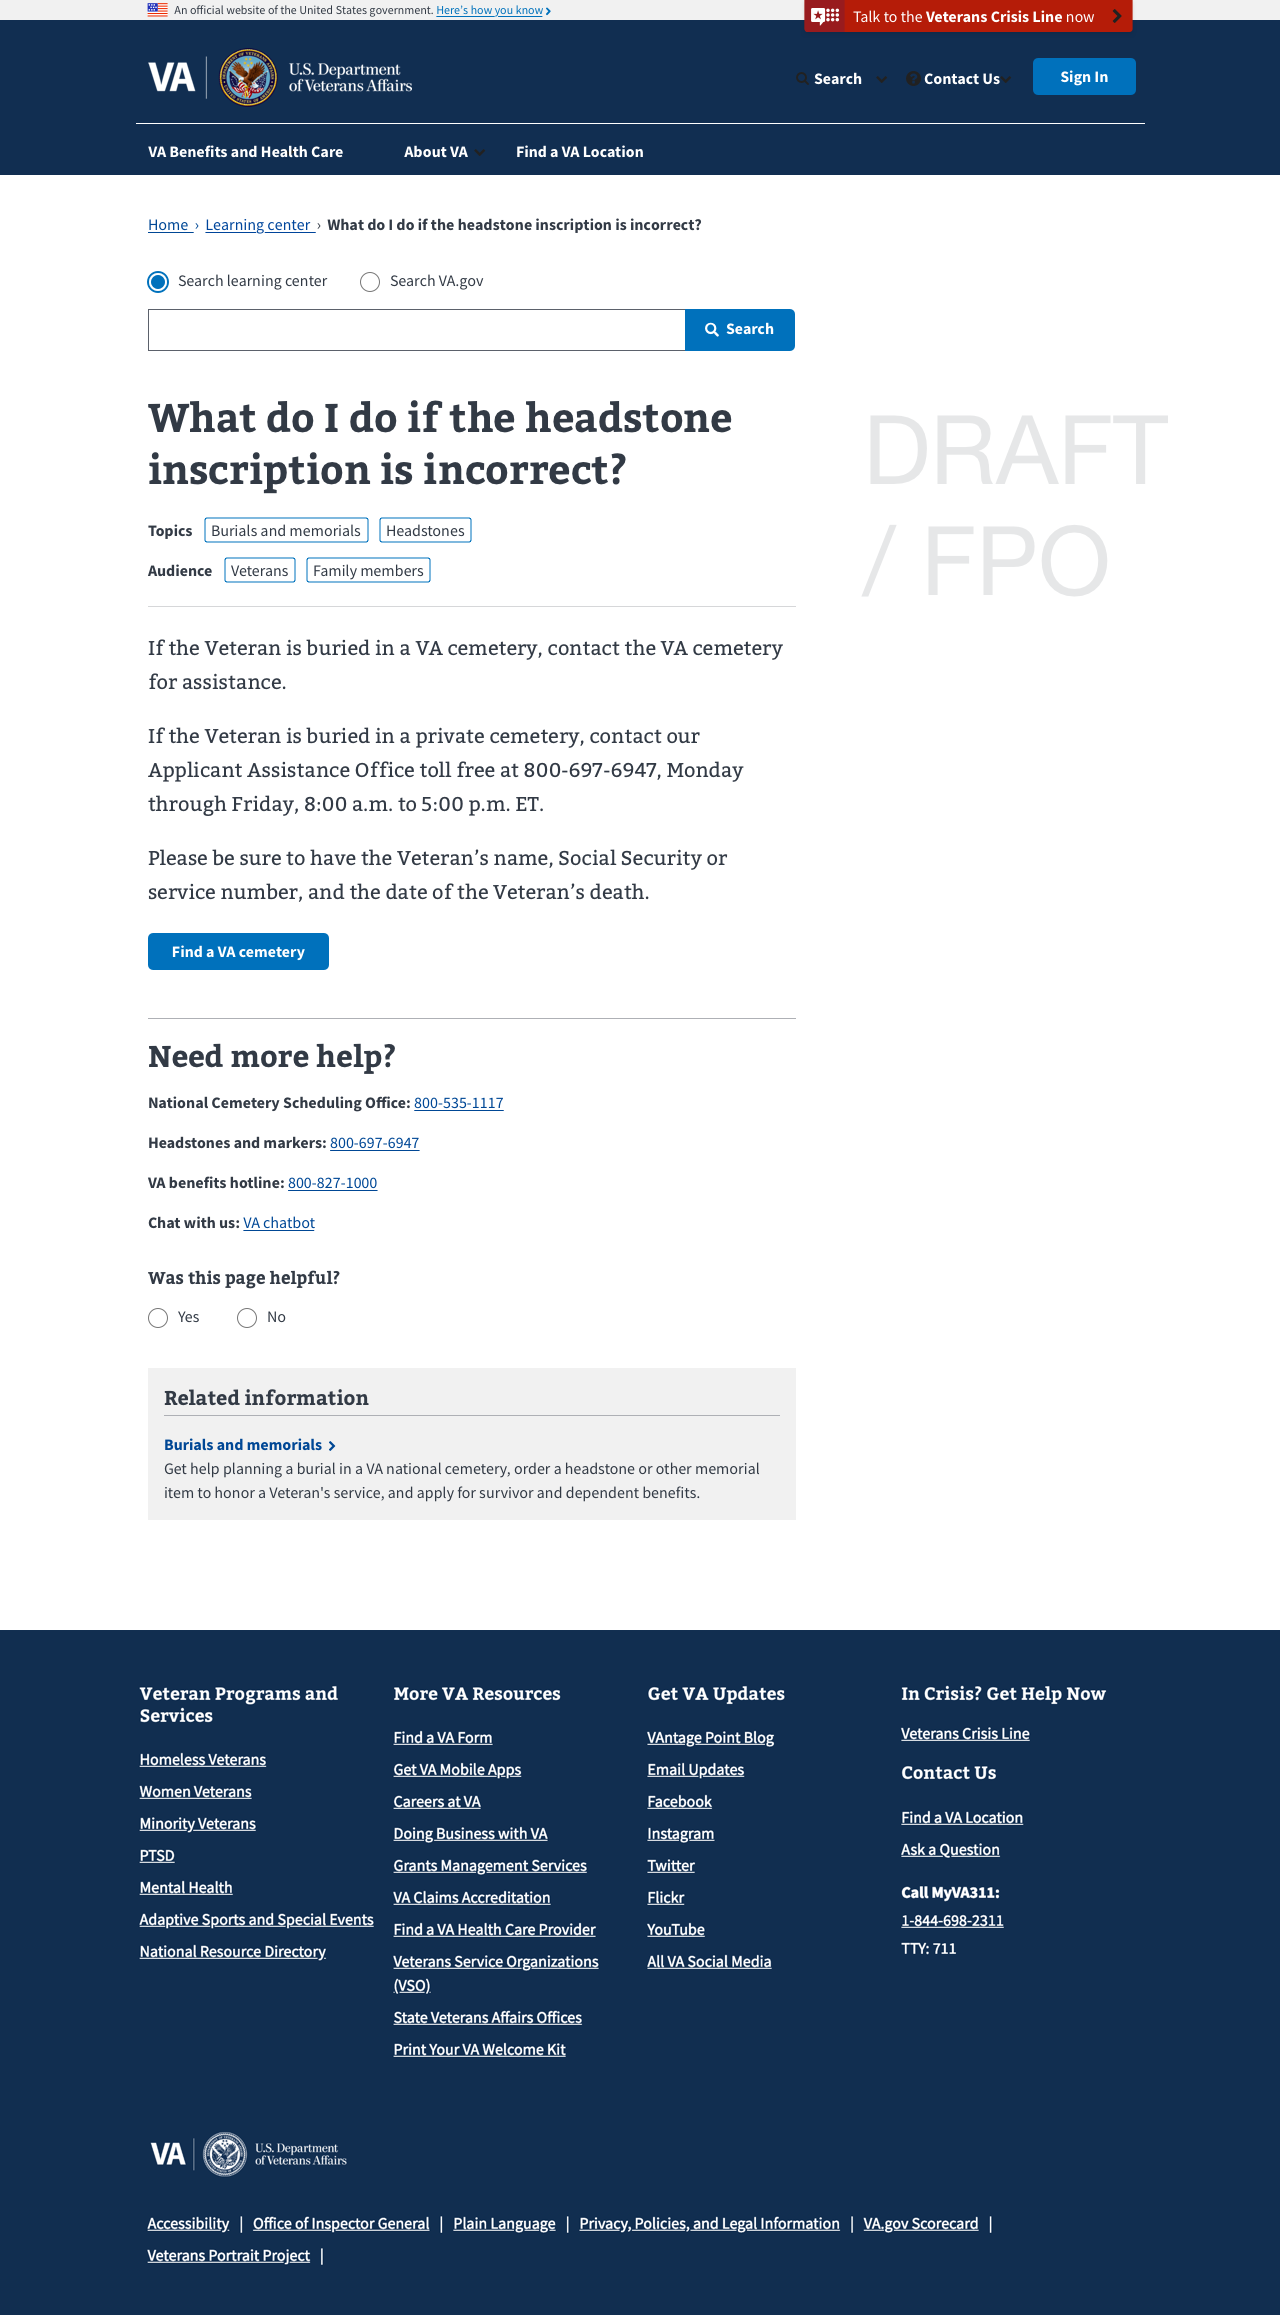 An official website of the United States government. Here's how you know
Talk to the Veterans Crisis Line now
VA
U.S. Department
of Veterans Affairs
Search
Contact Us
Sign In
VA Benefits and Health Care
About VA
Find a VA Location
Home › Learning center › What do I do if the headstone inscription is incorrect?
Search learning center
Search VA.gov
Search
What do I do if the headstone
inscription is incorrect?
DRAFT
/ FPO
Topics Burials and memorials Headstones
Audience Veterans Family members
If the Veteran is buried in a VA cemetery, contact the VA cemetery
for assistance.
If the Veteran is buried in a private cemetery, contact our
Applicant Assistance Office toll free at 800-697-6947, Monday
through Friday, 8:00 a.m. to 5:00 p.m. ET.
Please be sure to have the Veteran’s name, Social Security or
service number, and the date of the Veteran’s death.
Find a VA cemetery
Need more help?
National Cemetery Scheduling Office: 800-535-1117
Headstones and markers: 800-697-6947
VA benefits hotline: 800-827-1000
Chat with us: VA chatbot
Was this page helpful?
Yes
No
Related information
Burials and memorials
Get help planning a burial in a VA national cemetery, order a headstone or other memorial
item to honor a Veteran's service, and apply for survivor and dependent benefits.
Veteran Programs and
Services
Homeless Veterans
Women Veterans
Minority Veterans
PTSD
Mental Health
Adaptive Sports and Special Events
National Resource Directory
More VA Resources
Find a VA Form
Get VA Mobile Apps
Careers at VA
Doing Business with VA
Grants Management Services
VA Claims Accreditation
Find a VA Health Care Provider
Veterans Service Organizations
(VSO)
State Veterans Affairs Offices
Print Your VA Welcome Kit
Get VA Updates
VAntage Point Blog
Email Updates
Facebook
Instagram
Twitter
Flickr
YouTube
All VA Social Media
In Crisis? Get Help Now
Veterans Crisis Line
Contact Us
Find a VA Location
Ask a Question
Call MyVA311:
1-844-698-2311
TTY: 711
VA
U.S. Department
of Veterans Affairs
Accessibility | Office of Inspector General | Plain Language | Privacy, Policies, and Legal Information | VA.gov Scorecard |
Veterans Portrait Project |